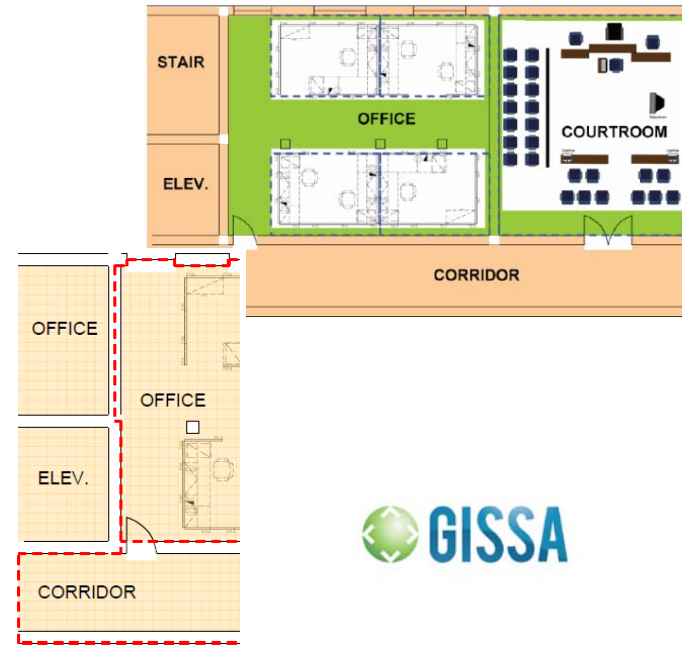 STAIR
OFFICE
COURTROOM
ELEV.
CORRIDOR
OFFICE
OFFICE
ELEV.
CORRIDOR
GISSA